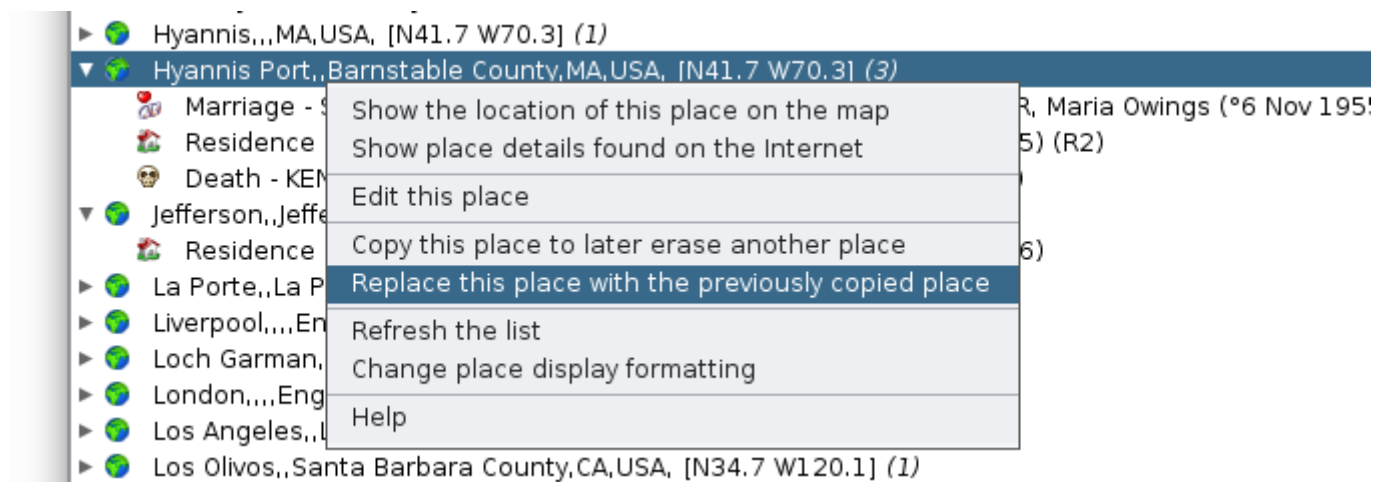 Hyannis,,,MA,USA, [N41.7 W70.3] (1)
Hyannis Port,,Barnstable County,MA,USA, [N41.7 W70.3] (3)
Marriage - R, Maria Owings (°6 Nov 195
Residence 5) (R2)
Death - KEN
Jefferson,,Jeffe
Residence 6)
La Porte,,La P
Liverpool,,,,En
Loch Garman,
London,,,,Eng
Los Angeles,,L
Los Olivos,,Santa Barbara County,CA,USA, [N34.7 W120.1] (1)
Show the location of this place on the map
Show place details found on the Internet
Edit this place
Copy this place to later erase another place
Replace this place with the previously copied place
Refresh the list
Change place display formatting
Help